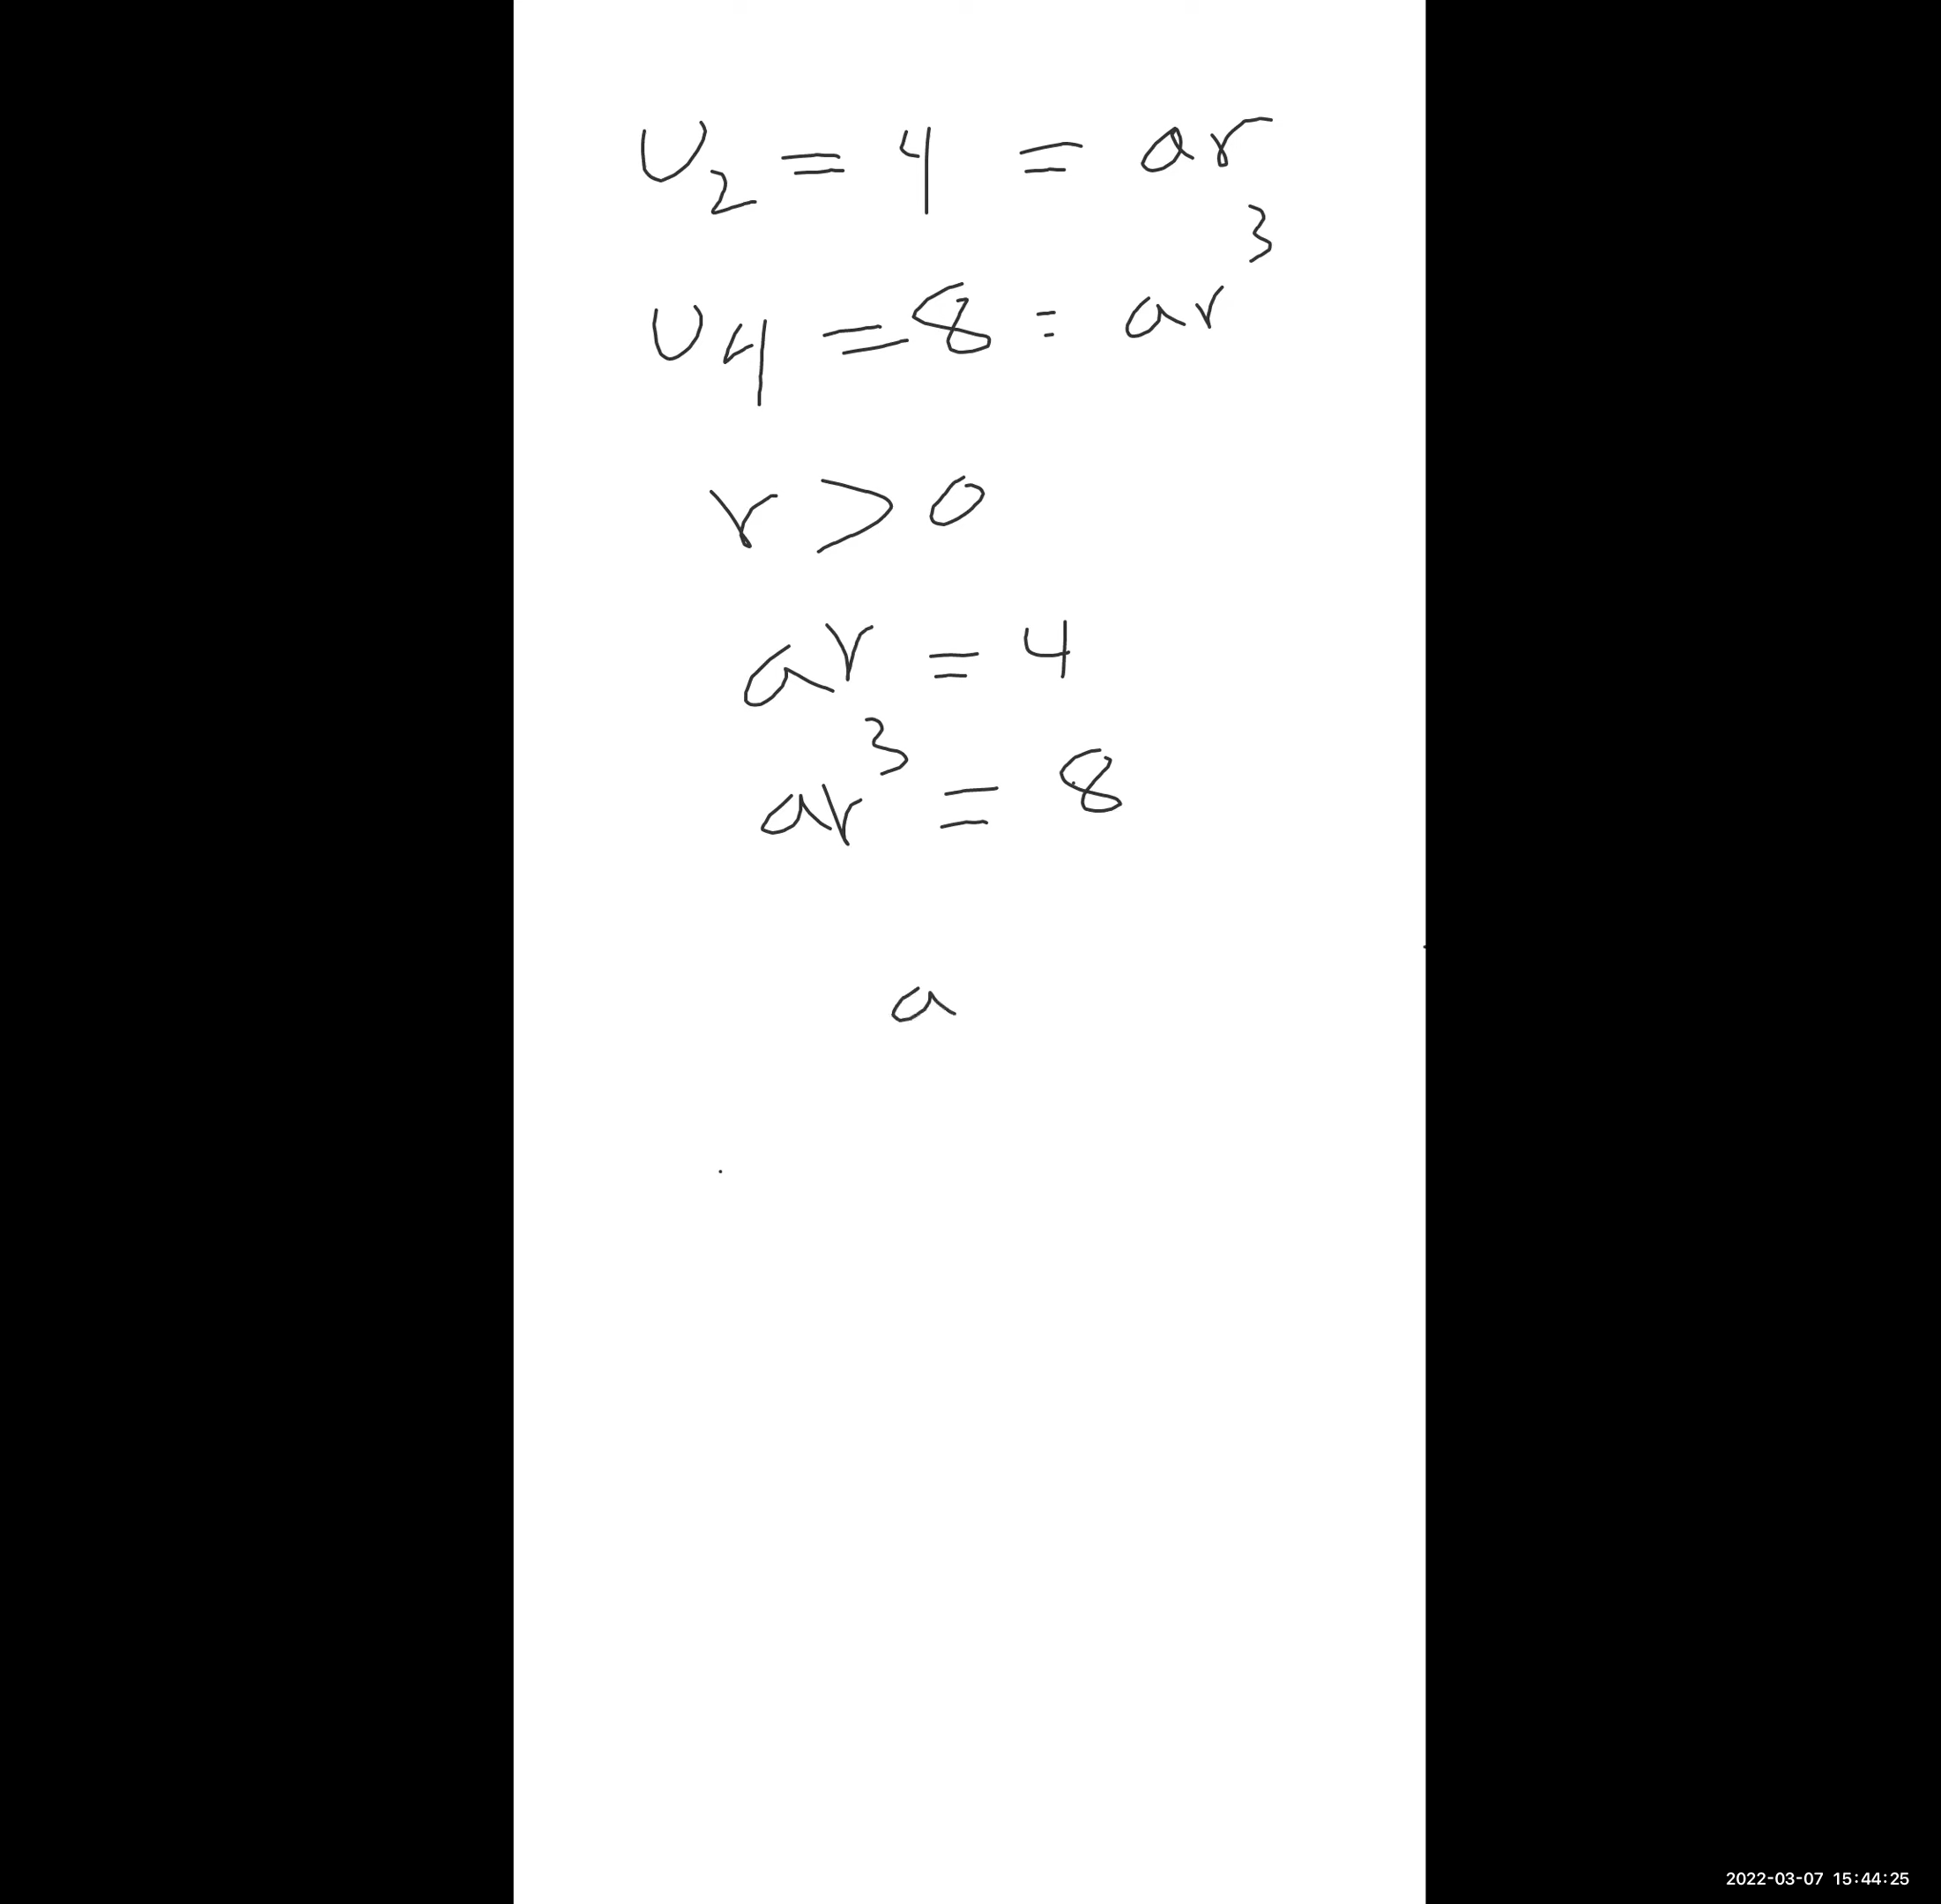 U₂ = 4 = ar
U₄ = 8 = ar³
r > 0
ar = 4
ar³ = 8
a
2022-03-07 15:44:25